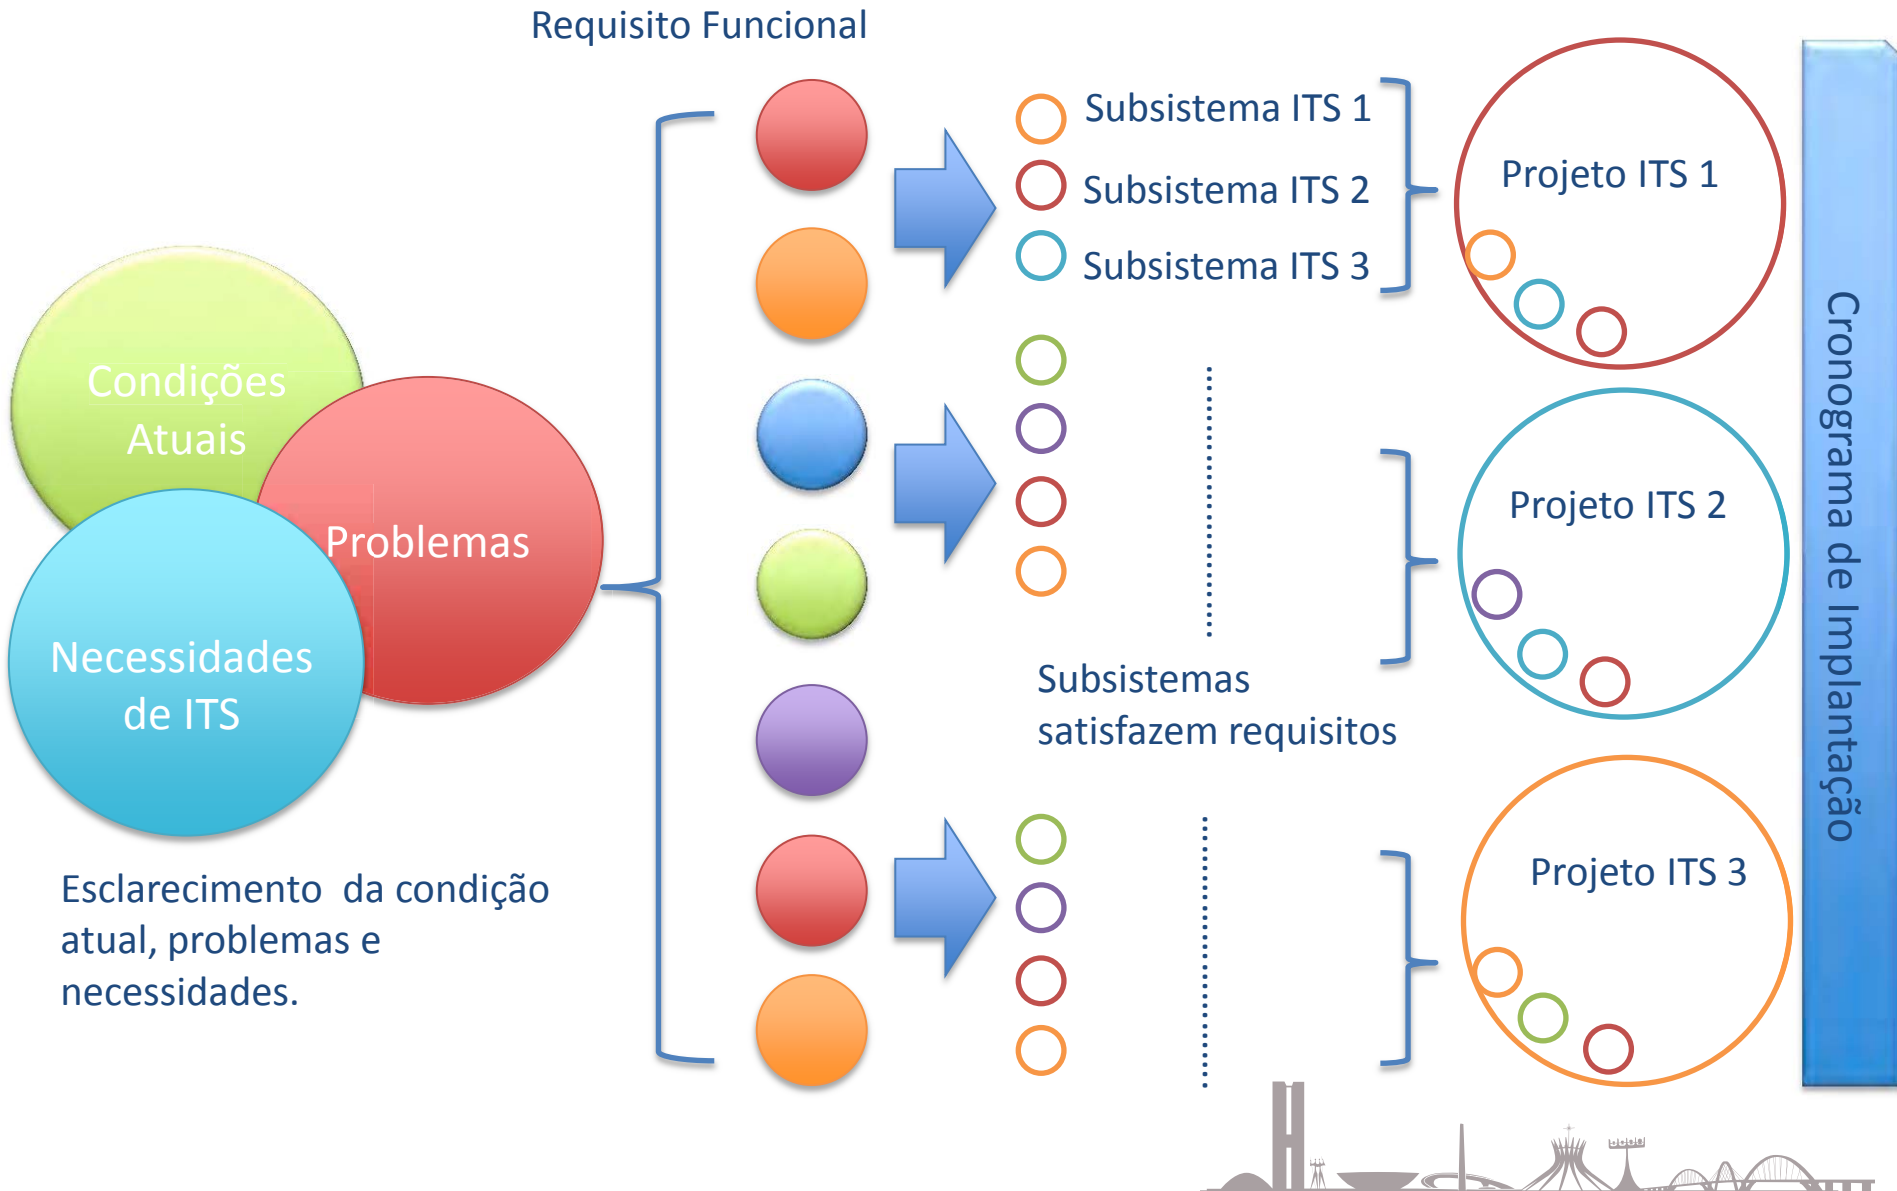 Requisito Funcional
Condições
Atuais
Problemas
Necessidades
de ITS
Esclarecimento  da condição
atual, problemas e
necessidades.
Subsistema ITS 1
Subsistema ITS 2
Subsistema ITS 3
Subsistemas
satisfazem requisitos
Projeto ITS 1
Projeto ITS 2
Projeto ITS 3
Cronograma de Implantação